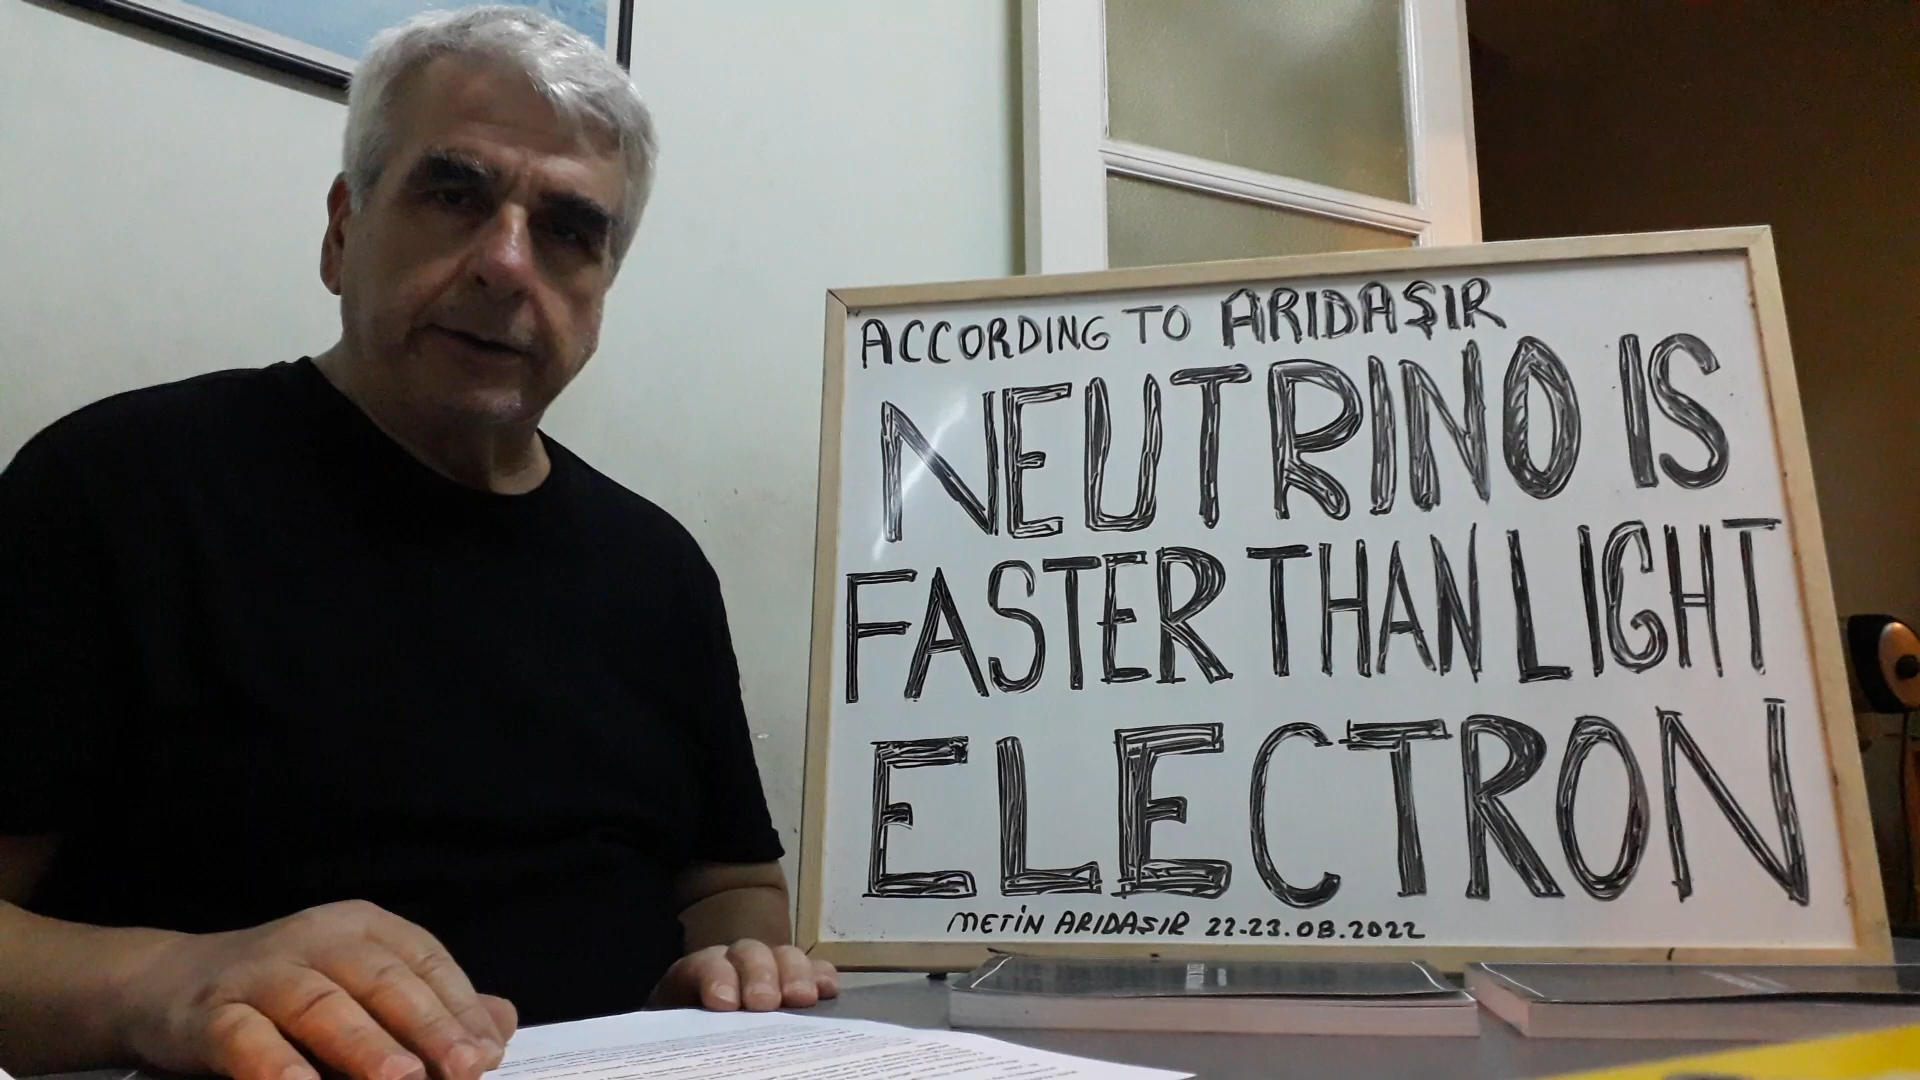 ACCORDING TO ARIDAŞIR
NEUTRINO IS
FASTER THAN LIGHT
ELECTRON
METİN ARIDAŞIR 22-23.08.2022